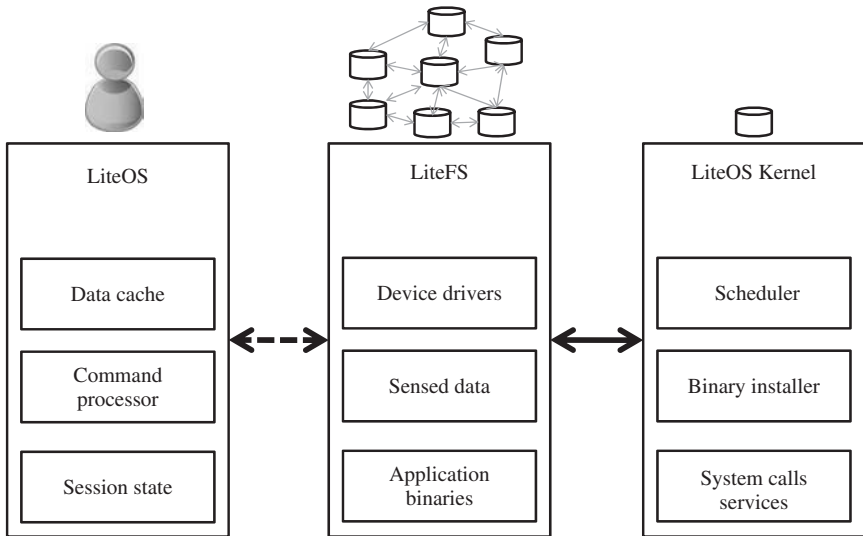 LiteOS
Data cache
Command
processor
Session state
LiteFS
Device drivers
Sensed data
Application
binaries
LiteOS Kernel
Scheduler
Binary installer
System calls
services